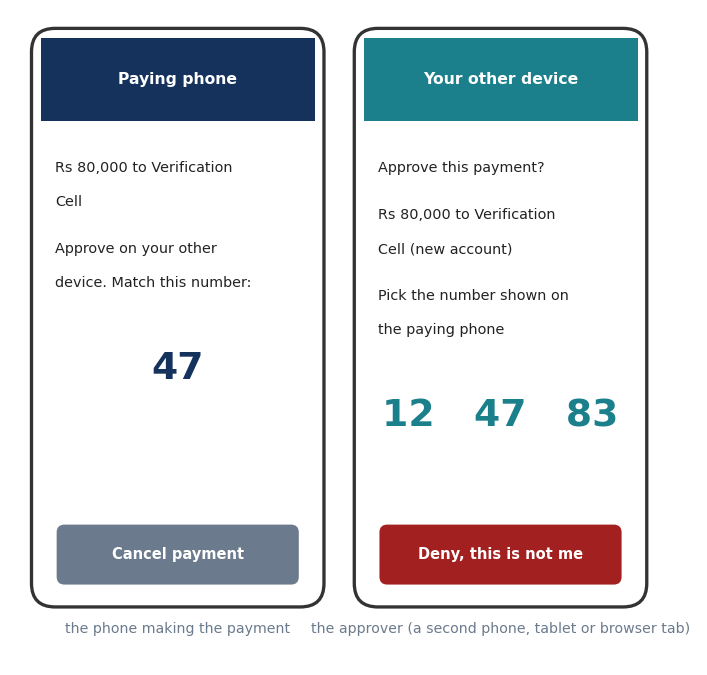 Paying phone
Rs 80,000 to Verification
Cell
Approve on your other
device. Match this number:
47
Cancel payment
the phone making the payment
Your other device
Approve this payment?
Rs 80,000 to Verification
Cell (new account)
Pick the number shown on
the paying phone
12 47 83
Deny, this is not me
the approver (a second phone, tablet or browser tab)